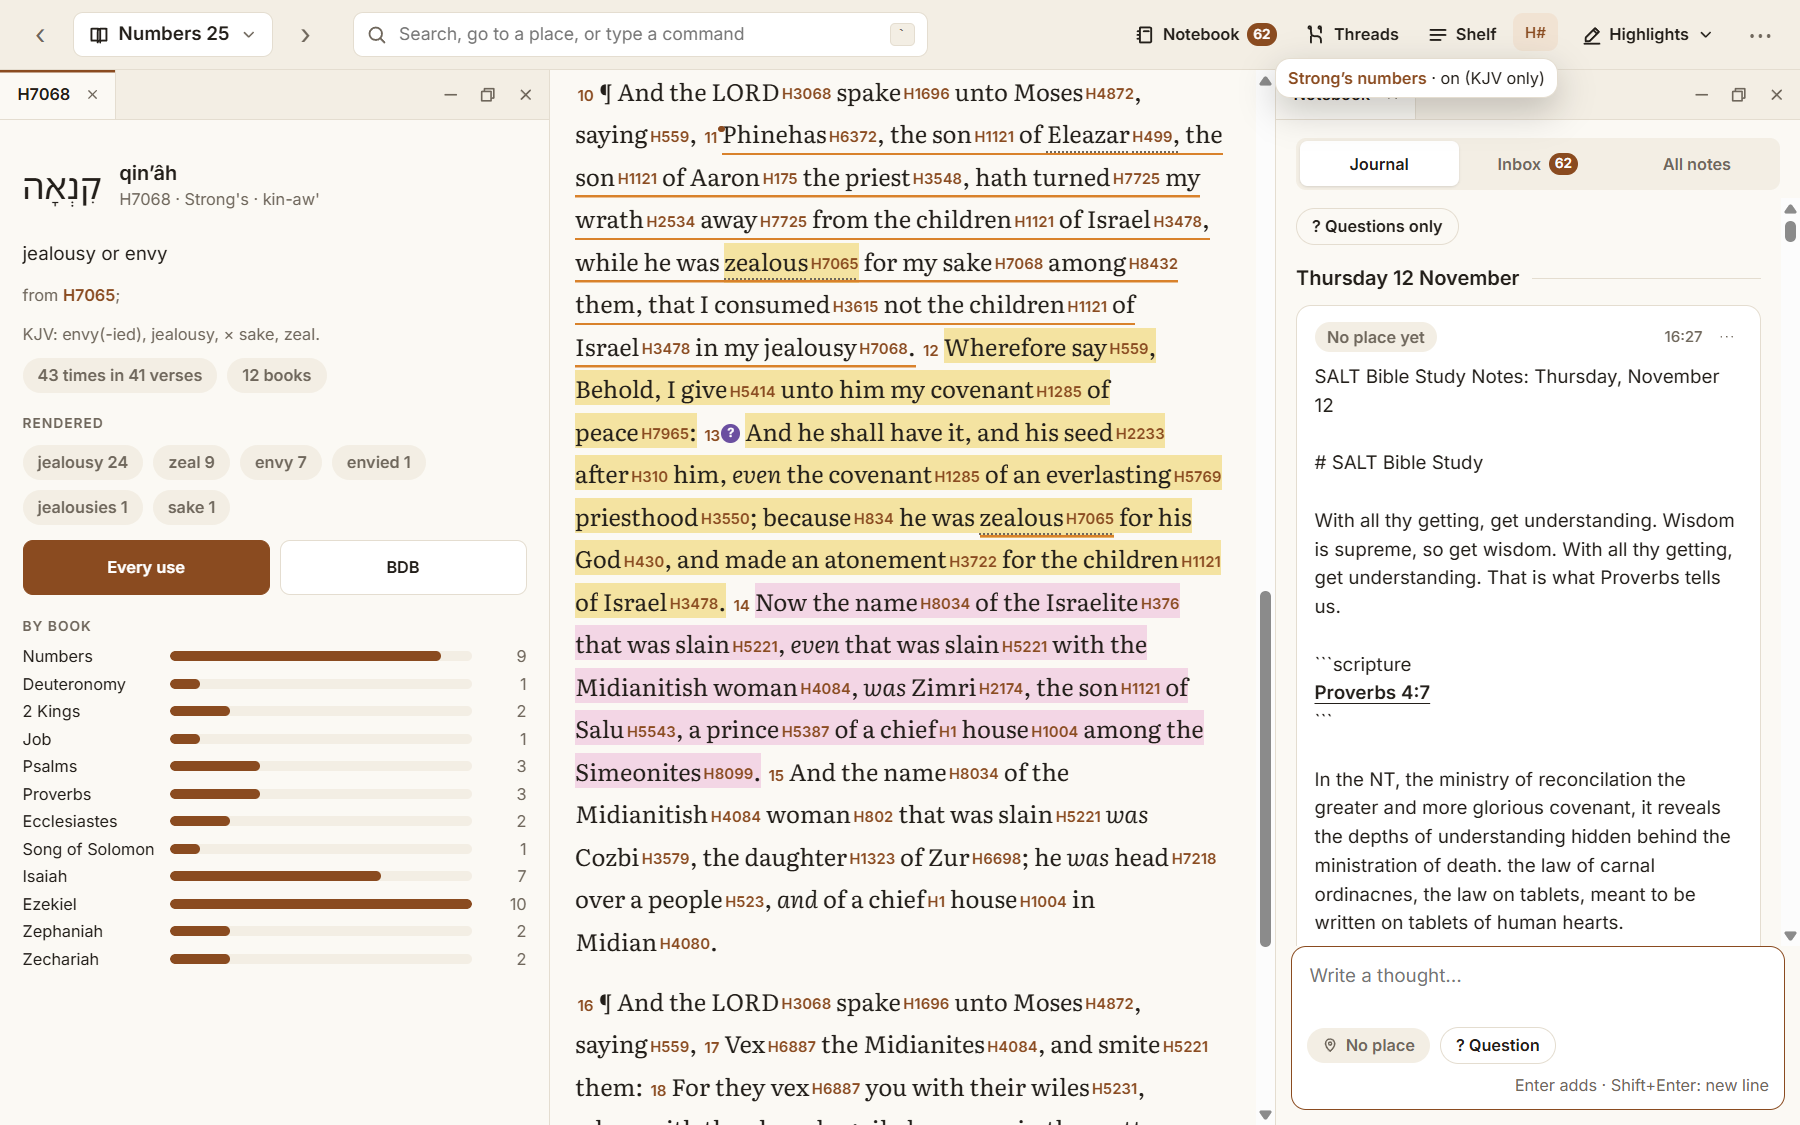 Numbers 25
Search, go to a place, or type a command
`
Notebook 62
Threads
Shelf
H#
Highlights
Strong’s numbers · on (KJV only)
H7068
קִנְאָה
qin’âh
H7068 · Strong's · kin-aw'
jealousy or envy
from H7065;
KJV: envy(-ied), jealousy, × sake, zeal.
43 times in 41 verses
12 books
RENDERED
jealousy 24
zeal 9
envy 7
envied 1
jealousies 1
sake 1
Every use
BDB
BY BOOK
Numbers 9
Deuteronomy 1
2 Kings 2
Job 1
Psalms 3
Proverbs 3
Ecclesiastes 2
Song of Solomon 1
Isaiah 7
Ezekiel 10
Zephaniah 2
Zechariah 2
10 ¶ And the LORD H3068 spake H1696 unto Moses H4872,
saying H559, 11 Phinehas H6372, the son H1121 of Eleazar H499, the
son H1121 of Aaron H175 the priest H3548, hath turned H7725 my
wrath H2534 away H7725 from the children H1121 of Israel H3478,
while he was zealous H7065 for my sake H7068 among H8432
them, that I consumed H3615 not the children H1121 of
Israel H3478 in my jealousy H7068. 12 Wherefore say H559,
Behold, I give H5414 unto him my covenant H1285 of
peace H7965: 13 ? And he shall have it, and his seed H2233
after H310 him, even the covenant H1285 of an everlasting H5769
priesthood H3550; because H834 he was zealous H7065 for his
God H430, and made an atonement H3722 for the children H1121
of Israel H3478. 14 Now the name H8034 of the Israelite H376
that was slain H5221, even that was slain H5221 with the
Midianitish woman H4084, was Zimri H2174, the son H1121 of
Salu H5543, a prince H5387 of a chief H1 house H1004 among the
Simeonites H8099. 15 And the name H8034 of the
Midianitish H4084 woman H802 that was slain H5221 was
Cozbi H3579, the daughter H1323 of Zur H6698; he was head H7218
over a people H523, and of a chief H1 house H1004 in
Midian H4080.
16 ¶ And the LORD H3068 spake H1696 unto Moses H4872,
saying H559, 17 Vex H6887 the Midianites H4084, and smite H5221
them: 18 For they vex H6887 you with their wiles H5231,
Journal
Inbox 62
All notes
? Questions only
Thursday 12 November
No place yet
16:27
SALT Bible Study Notes: Thursday, November
12
# SALT Bible Study
With all thy getting, get understanding. Wisdom
is supreme, so get wisdom. With all thy getting,
get understanding. That is what Proverbs tells
us.
```scripture
Proverbs 4:7
```
In the NT, the ministry of reconcilation the
greater and more glorious covenant, it reveals
the depths of understanding hidden behind the
ministration of death. the law of carnal
ordinacnes, the law on tablets, meant to be
written on tablets of human hearts.
Write a thought…
No place
? Question
Enter adds · Shift+Enter: new line